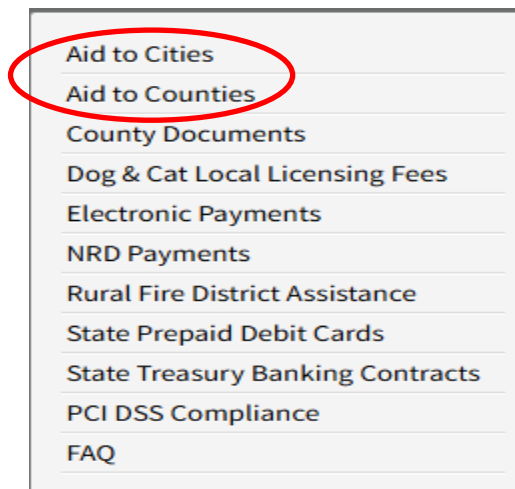 Aid to Cities
Aid to Counties
County Documents
Dog & Cat Local Licensing Fees
Electronic Payments
NRD Payments
Rural Fire District Assistance
State Prepaid Debit Cards
State Treasury Banking Contracts
PCI DSS Compliance
FAQ